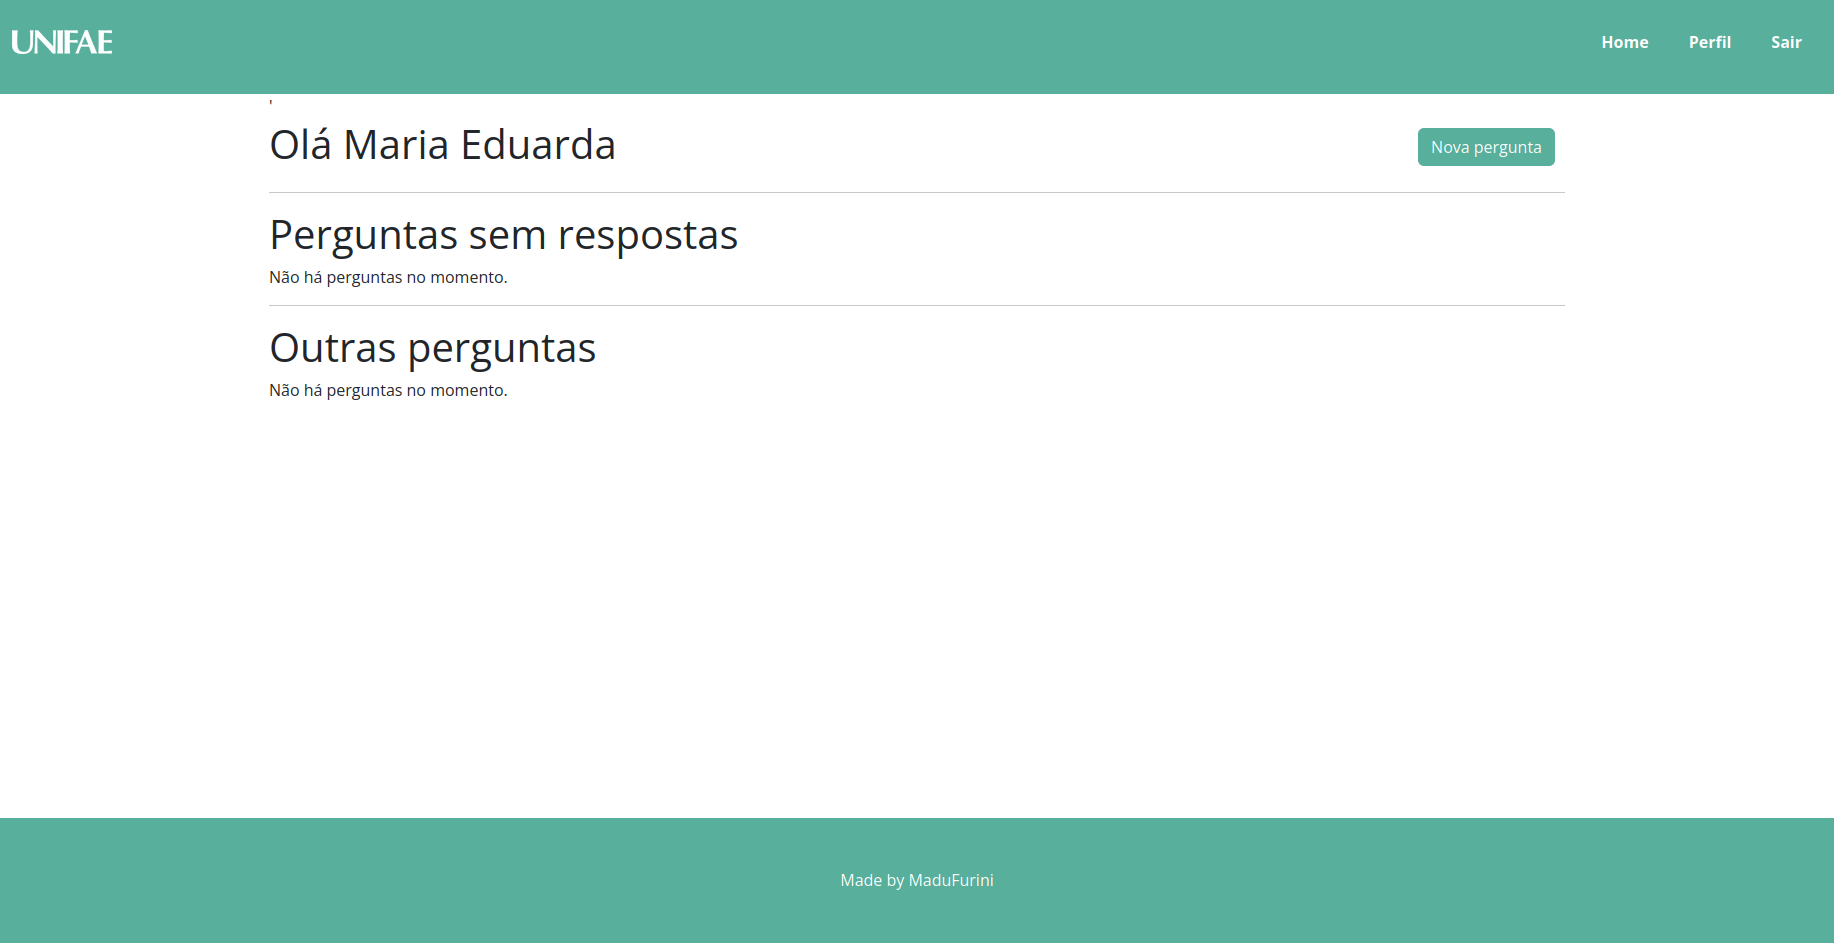 UNIFAE
Home Perfil Sair
'
Olá Maria Eduarda
Nova pergunta
Perguntas sem respostas
Não há perguntas no momento.
Outras perguntas
Não há perguntas no momento.
Made by MaduFurini